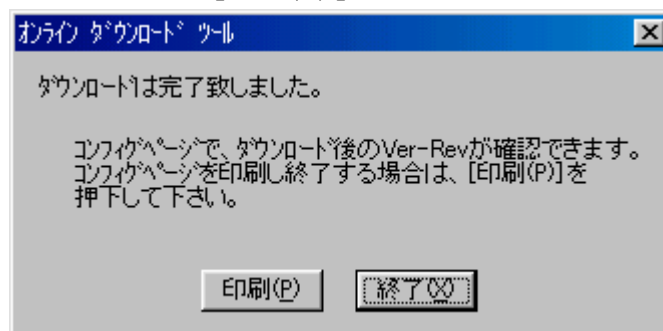 オンライン ダウンロード ツール
ダウンロードは完了致しました。
コンフィグページで、ダウンロード後のVer-Revが確認できます。
コンフィグページを印刷し終了する場合は、[印刷(P)]を
押下して下さい。
印刷(P)
終了(X)